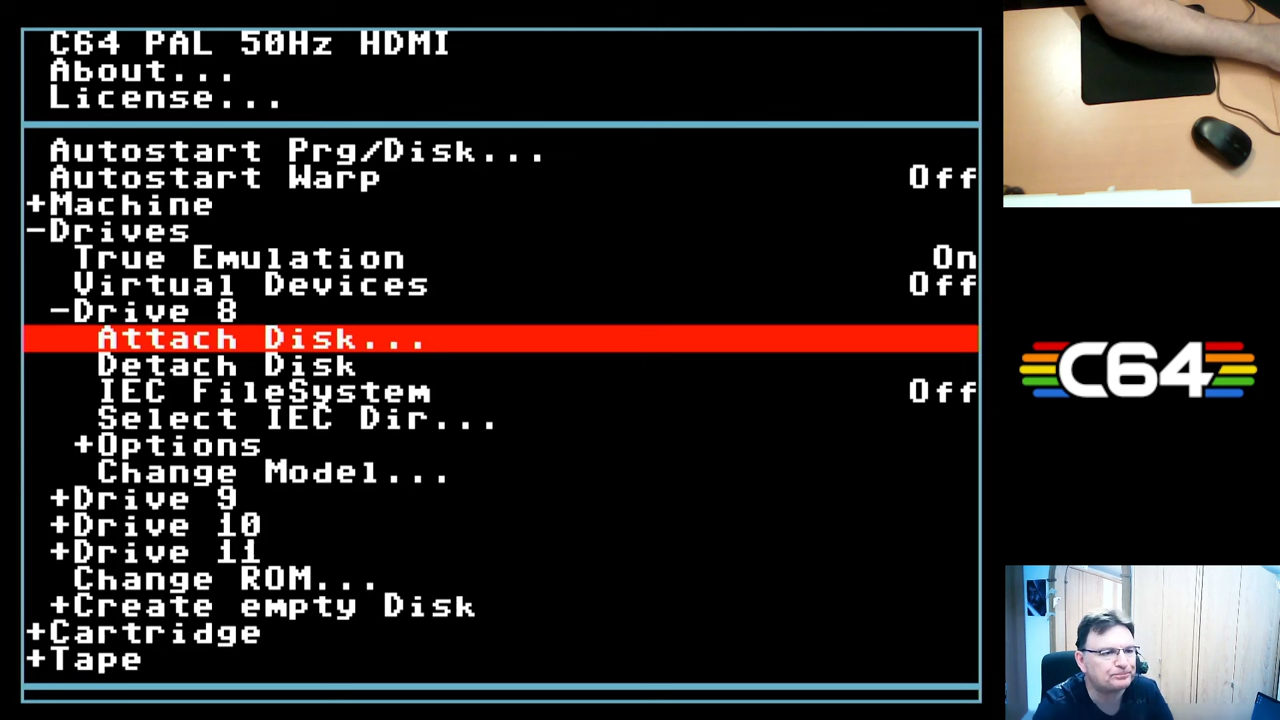 C64 PAL 50Hz HDMI
About...
License...
Autostart Prg/Disk...
Autostart Warp Off
+Machine
-Drives
True Emulation On
Virtual Devices Off
-Drive 8
Attach Disk...
Detach Disk
IEC FileSystem Off
Select IEC Dir...
+Options
Change Model...
+Drive 9
+Drive 10
+Drive 11
Change ROM...
+Create empty Disk
+Cartridge
+Tape
C64